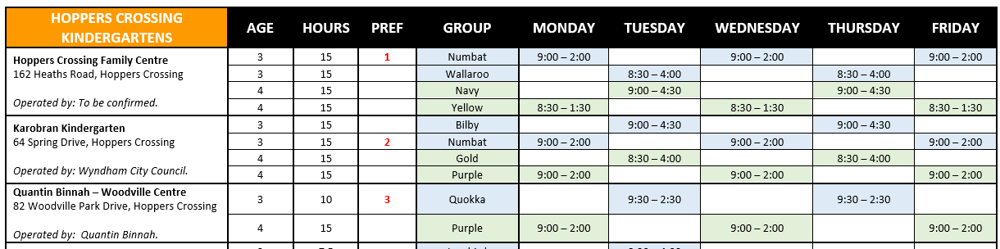 HOPPERS CROSSING KINDERGARTENS AGE HOURS PREF GROUP MONDAY TUESDAY WEDNESDAY THURSDAY FRIDAY
Hoppers Crossing Family Centre
162 Heaths Road, Hoppers Crossing
Operated by: To be confirmed.
3 15 1 Numbat 9:00 – 2:00 9:00 – 2:00 9:00 – 2:00
3 15 Wallaroo 8:30 – 4:00 8:30 – 4:00
4 15 Navy 9:00 – 4:30 9:00 – 4:30
4 15 Yellow 8:30 – 1:30 8:30 – 1:30 8:30 – 1:30
Karobran Kindergarten
64 Spring Drive, Hoppers Crossing
Operated by: Wyndham City Council.
3 15 Bilby 9:00 – 4:30 9:00 – 4:30
3 15 2 Numbat 9:00 – 2:00 9:00 – 2:00 9:00 – 2:00
4 15 Gold 8:30 – 4:00 8:30 – 4:00
4 15 Purple 9:00 – 2:00 9:00 – 2:00 9:00 – 2:00
Quantin Binnah – Woodville Centre
82 Woodville Park Drive, Hoppers Crossing
Operated by: Quantin Binnah.
3 10 3 Quokka 9:30 – 2:30 9:30 – 2:30
4 15 Purple 9:00 – 2:00 9:00 – 2:00 9:00 – 2:00